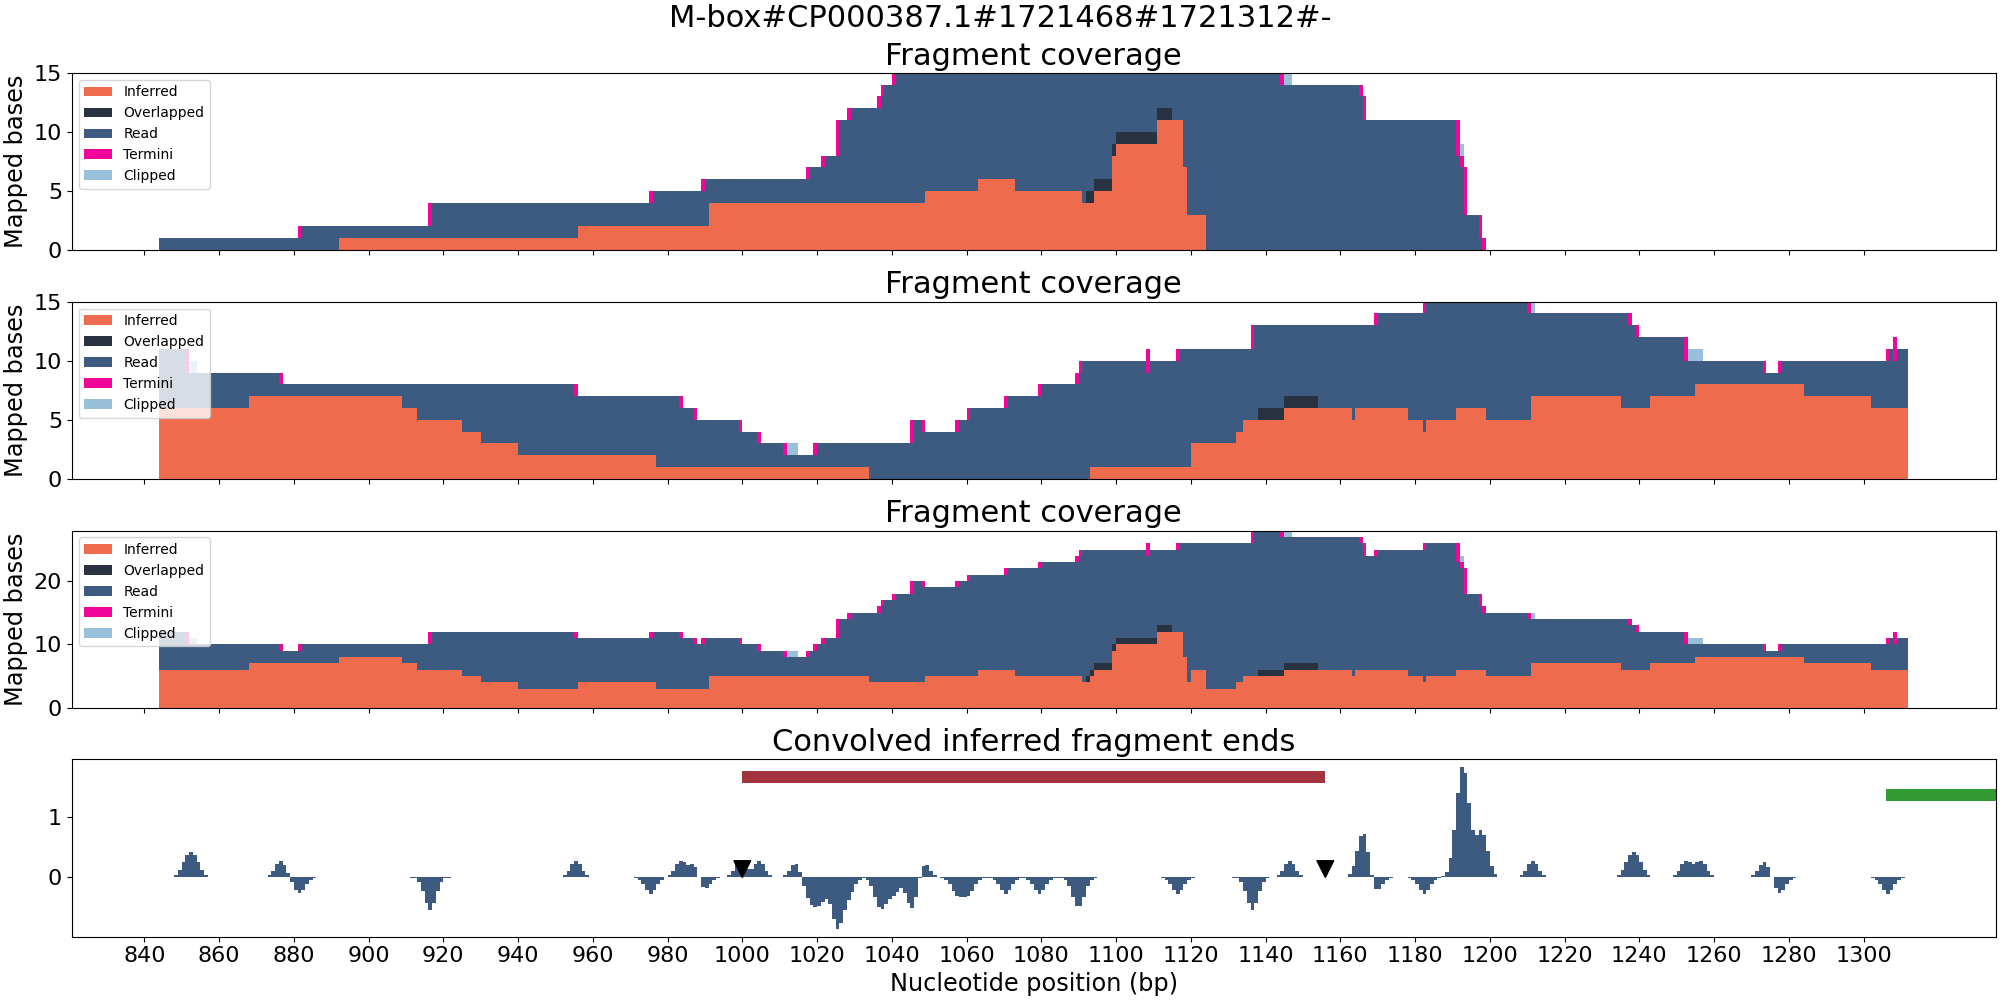 M-box#CP000387.1#1721468#1721312#-
Fragment coverage
Mapped bases
15
10
5
0
Inferred
Overlapped
Read
Termini
Clipped
Fragment coverage
Mapped bases
15
10
5
0
Inferred
Overlapped
Read
Termini
Clipped
Fragment coverage
Mapped bases
20
10
0
Inferred
Overlapped
Read
Termini
Clipped
Convolved inferred fragment ends
1
0
840 860 880 900 920 940 960 980 1000 1020 1040 1060 1080 1100 1120 1140 1160 1180 1200 1220 1240 1260 1280 1300
Nucleotide position (bp)